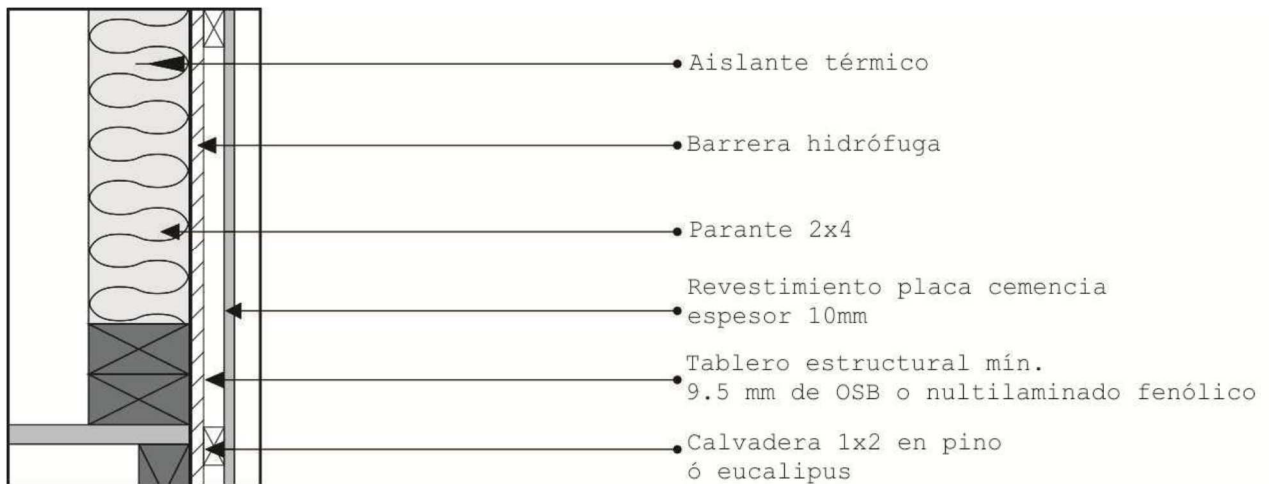 Aislante térmico
Barrera hidrófuga
Parante 2x4
Revestimiento placa cemencia
espesor 10mm
Tablero estructural mín.
9.5 mm de OSB o nultilaminado fenólico
Calvadera 1x2 en pino
ó eucalipus